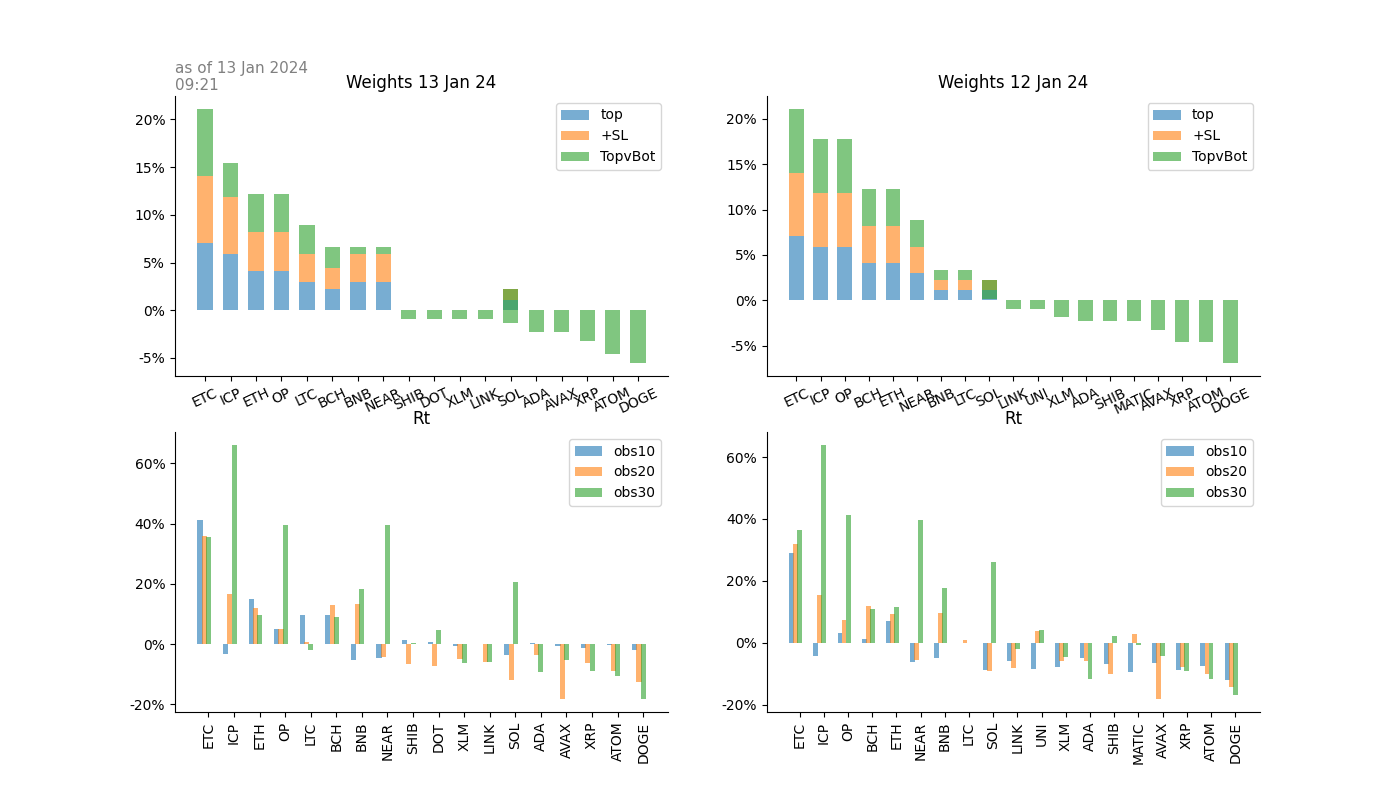 as of 13 Jan 2024
09:21
Weights 13 Jan 24
20%
15%
10%
5%
0%
-5%
top
+SL
TopvBot
ETC ICP ETH OP LTC BCH BNB NEAR SHIB DOT XLM LINK SOL ADA AVAX XRP ATOM DOGE
Weights 12 Jan 24
20%
15%
10%
5%
0%
-5%
top
+SL
TopvBot
ETC ICP OP BCH ETH NEAR BNB LTC SOL LINK UNI XLM ADA SHIB MATIC AVAX XRP ATOM DOGE
Rt
60%
40%
20%
0%
-20%
obs10
obs20
obs30
ETC ICP ETH OP LTC BCH BNB NEAR SHIB DOT XLM LINK SOL ADA AVAX XRP ATOM DOGE
Rt
60%
40%
20%
0%
-20%
obs10
obs20
obs30
ETC ICP OP BCH ETH NEAR BNB LTC SOL LINK UNI XLM ADA SHIB MATIC AVAX XRP ATOM DOGE